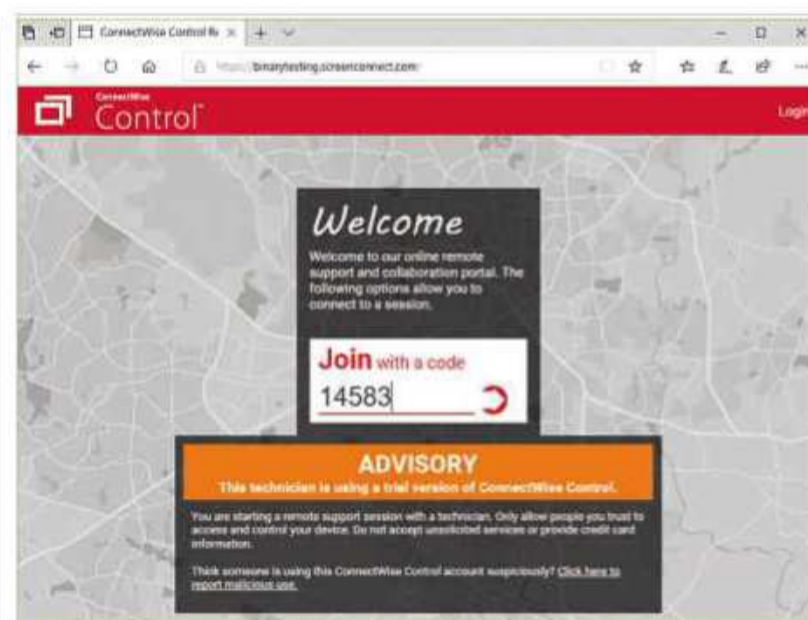 ConnectWise Control Re
https://binarytesting.screenconnect.com/
ConnectWise
Control™
Login
Welcome
Welcome to our online remote
support and collaboration portal. The
following options allow you to
connect to a session.
Join with a code
14583
ADVISORY
This technician is using a trial version of ConnectWise Control.
You are starting a remote support session with a technician. Only allow people you trust to
access and control your device. Do not accept unsolicited services or provide credit card
information.
Think someone is using this ConnectWise Control account suspiciously? Click here to
report malicious use.